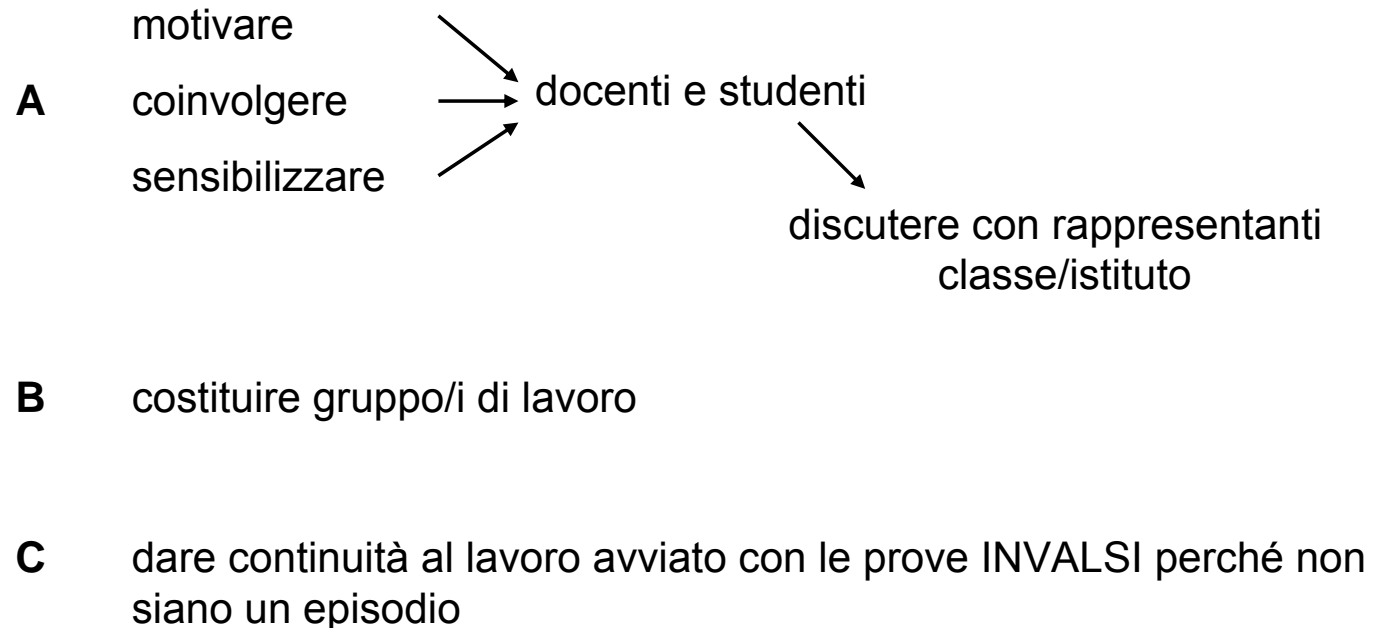 motivare
A coinvolgere
sensibilizzare
docenti e studenti
discutere con rappresentanti
classe/istituto
B costituire gruppo/i di lavoro
C dare continuità al lavoro avviato con le prove INVALSI perché non
siano un episodio